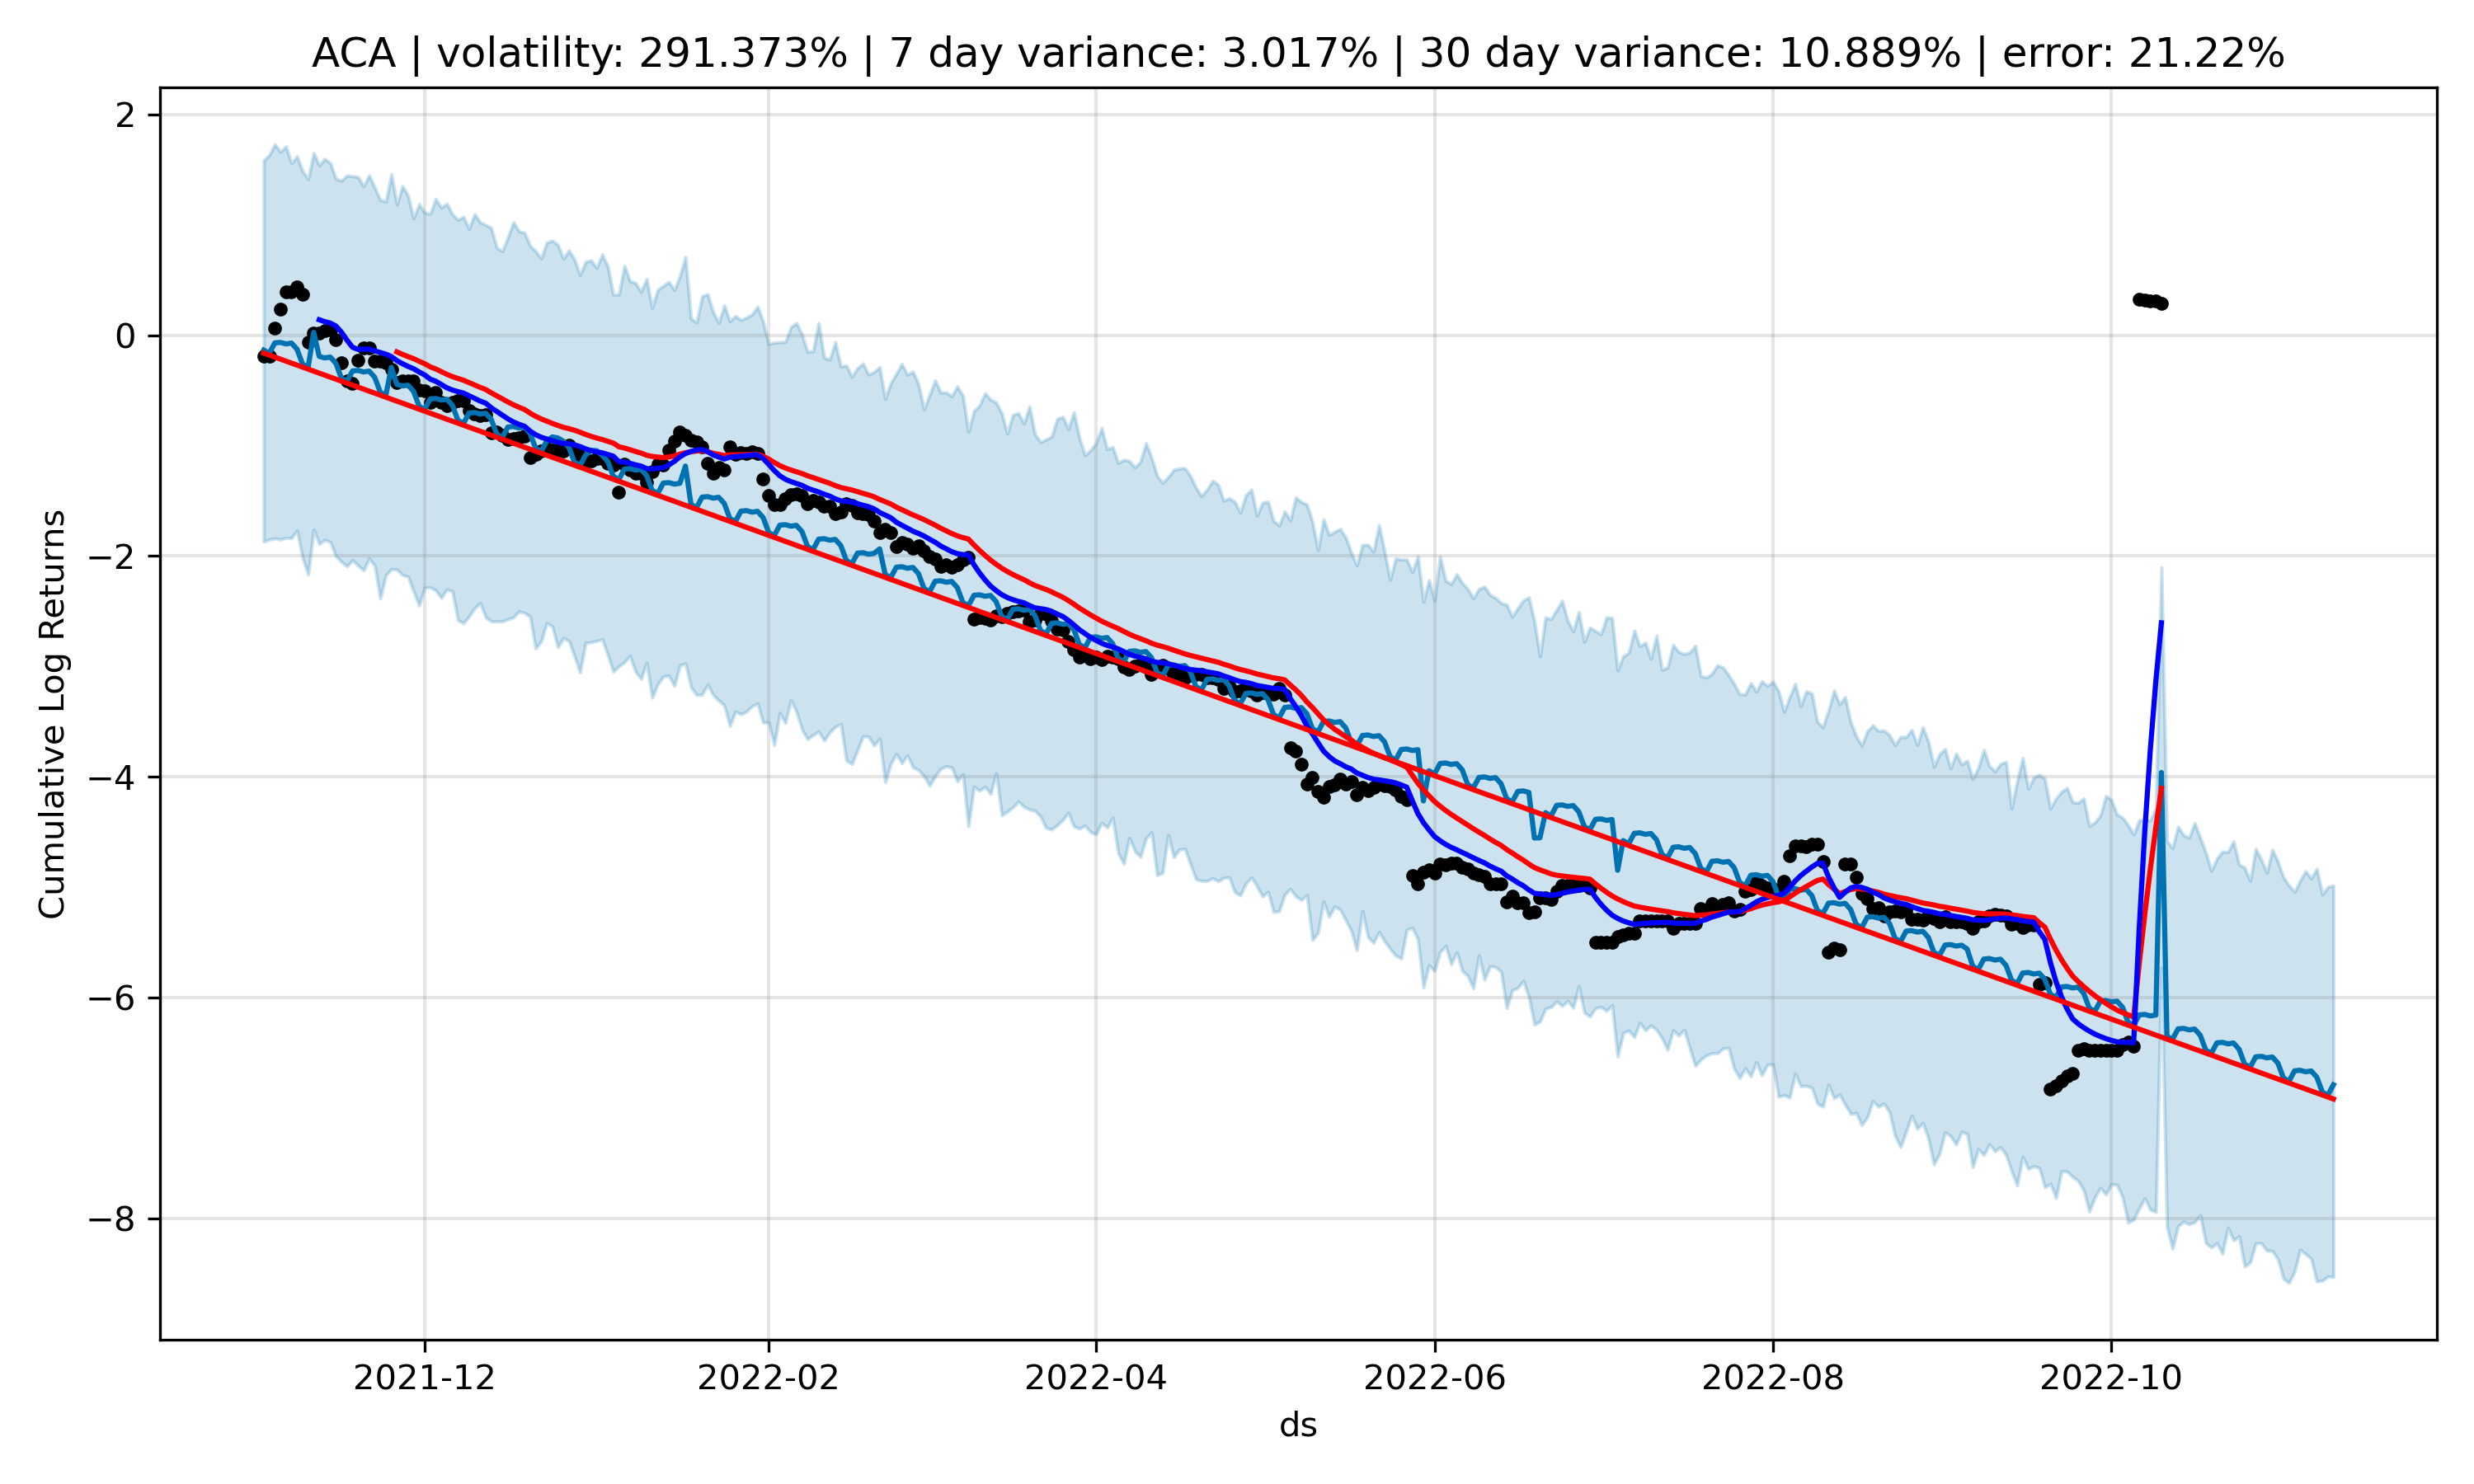 ACA | volatility: 291.373% | 7 day variance: 3.017% | 30 day variance: 10.889% | error: 21.22%
2
0
−2
−4
−6
−8
Cumulative Log Returns
2021-12 2022-02 2022-04 2022-06 2022-08 2022-10
ds